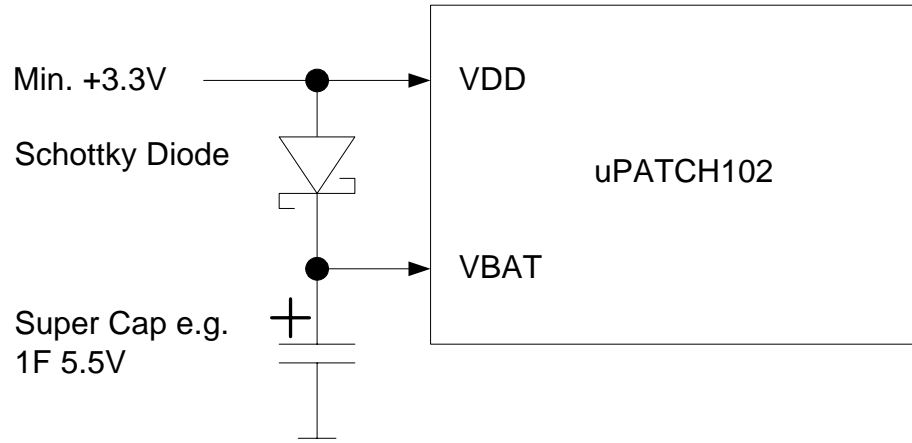 Min. +3.3V
VDD
Schottky Diode
uPATCH102
VBAT
Super Cap e.g.
1F 5.5V